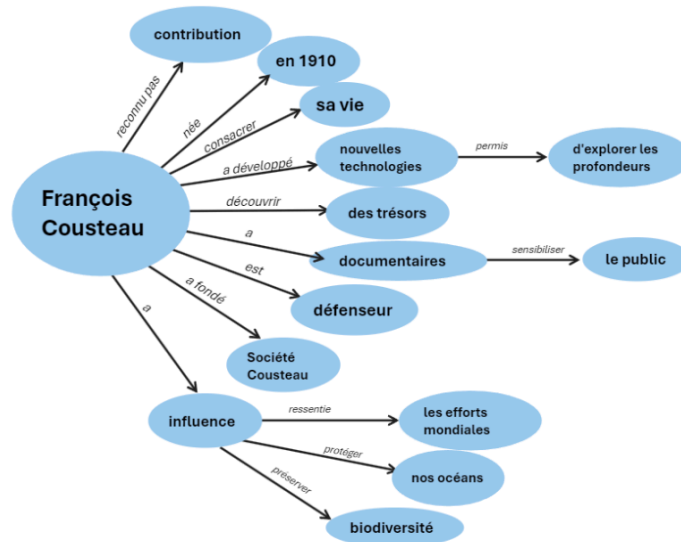 contribution
reconnu pas
en 1910
née
sa vie
consacrer
nouvelles
technologies
a développé
permis
d'explorer les
profondeurs
François
Cousteau
découvrir
des trésors
a
documentaires
sensibiliser
le public
est
défenseur
a fondé
Société
Cousteau
a
influence
ressentie
les efforts
mondiales
protéger
nos océans
préserver
biodiversité